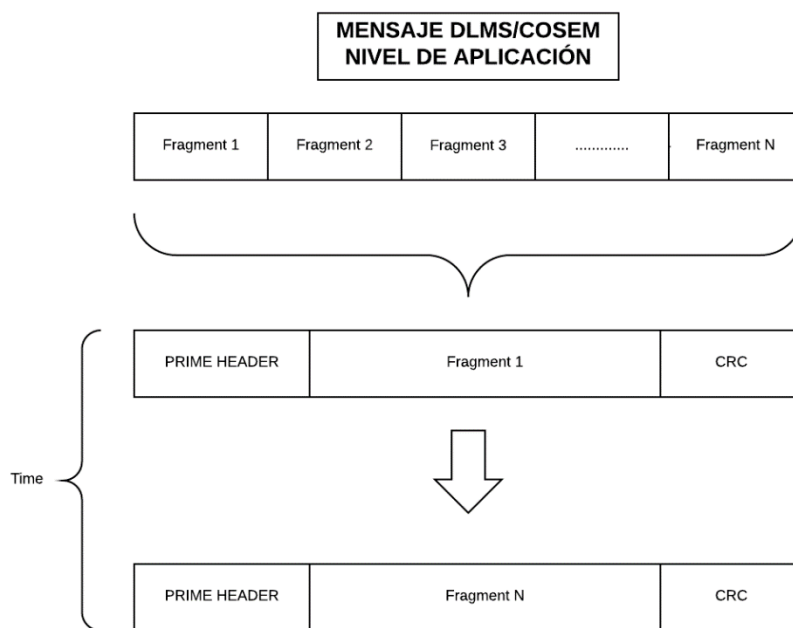 MENSAJE DLMS/COSEM
NIVEL DE APLICACIÓN
Fragment 1 Fragment 2 Fragment 3 ............. Fragment N
PRIME HEADER Fragment 1 CRC
Time
PRIME HEADER Fragment N CRC